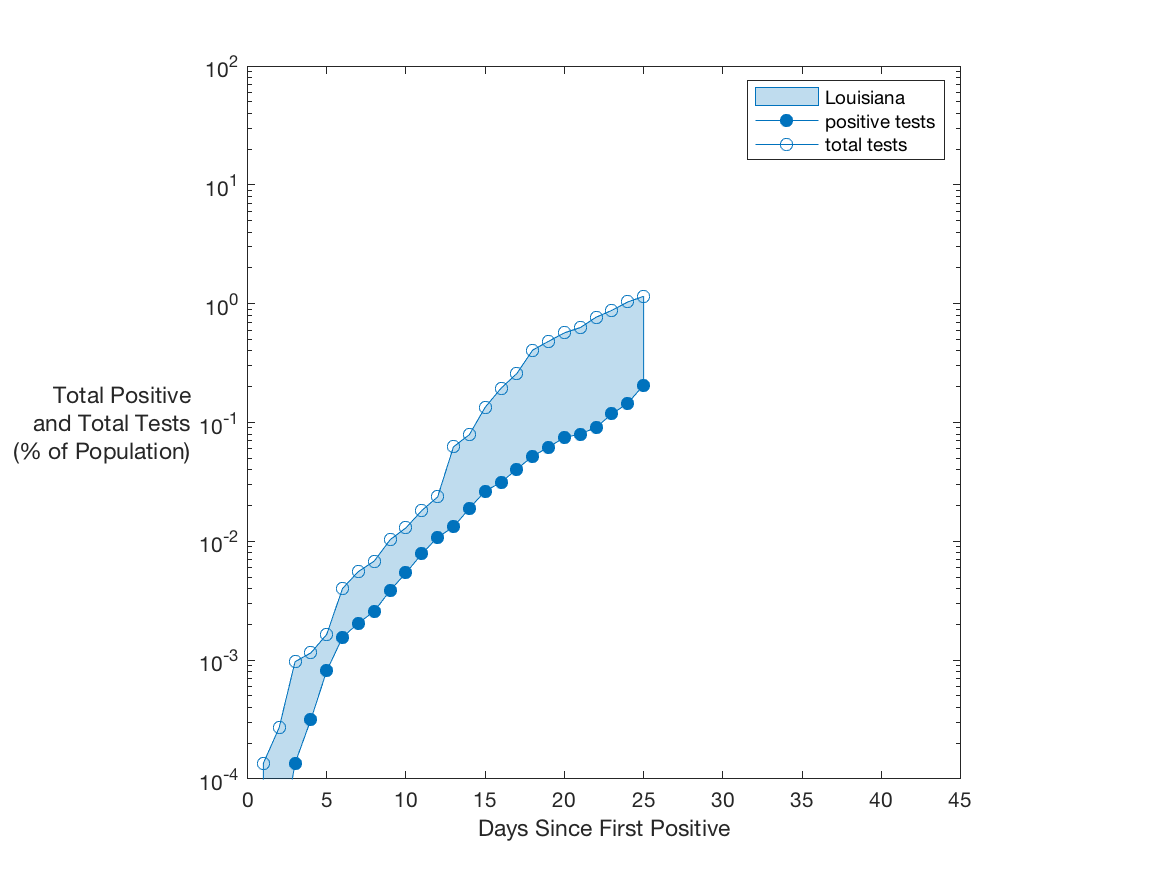 10^2
10^1
10^0
10^-1
10^-2
10^-3
10^-4
Total Positive
and Total Tests
(% of Population)
Louisiana
positive tests
total tests
0 5 10 15 20 25 30 35 40 45
Days Since First Positive